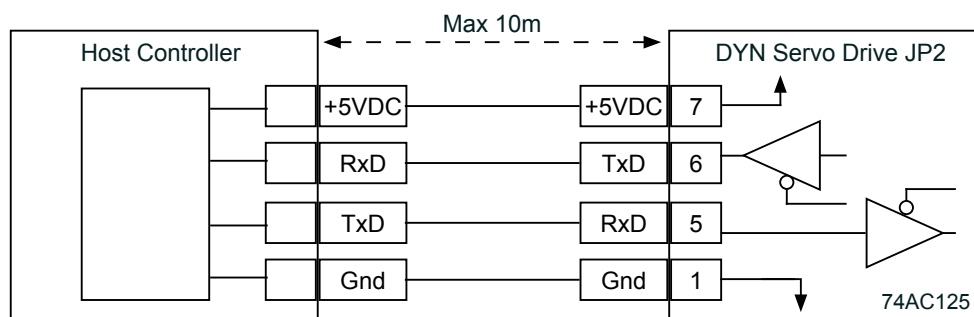 Max 10m
Host Controller
DYN Servo Drive JP2
+5VDC +5VDC 7
RxD TxD 6
TxD RxD 5
Gnd Gnd 1
74AC125